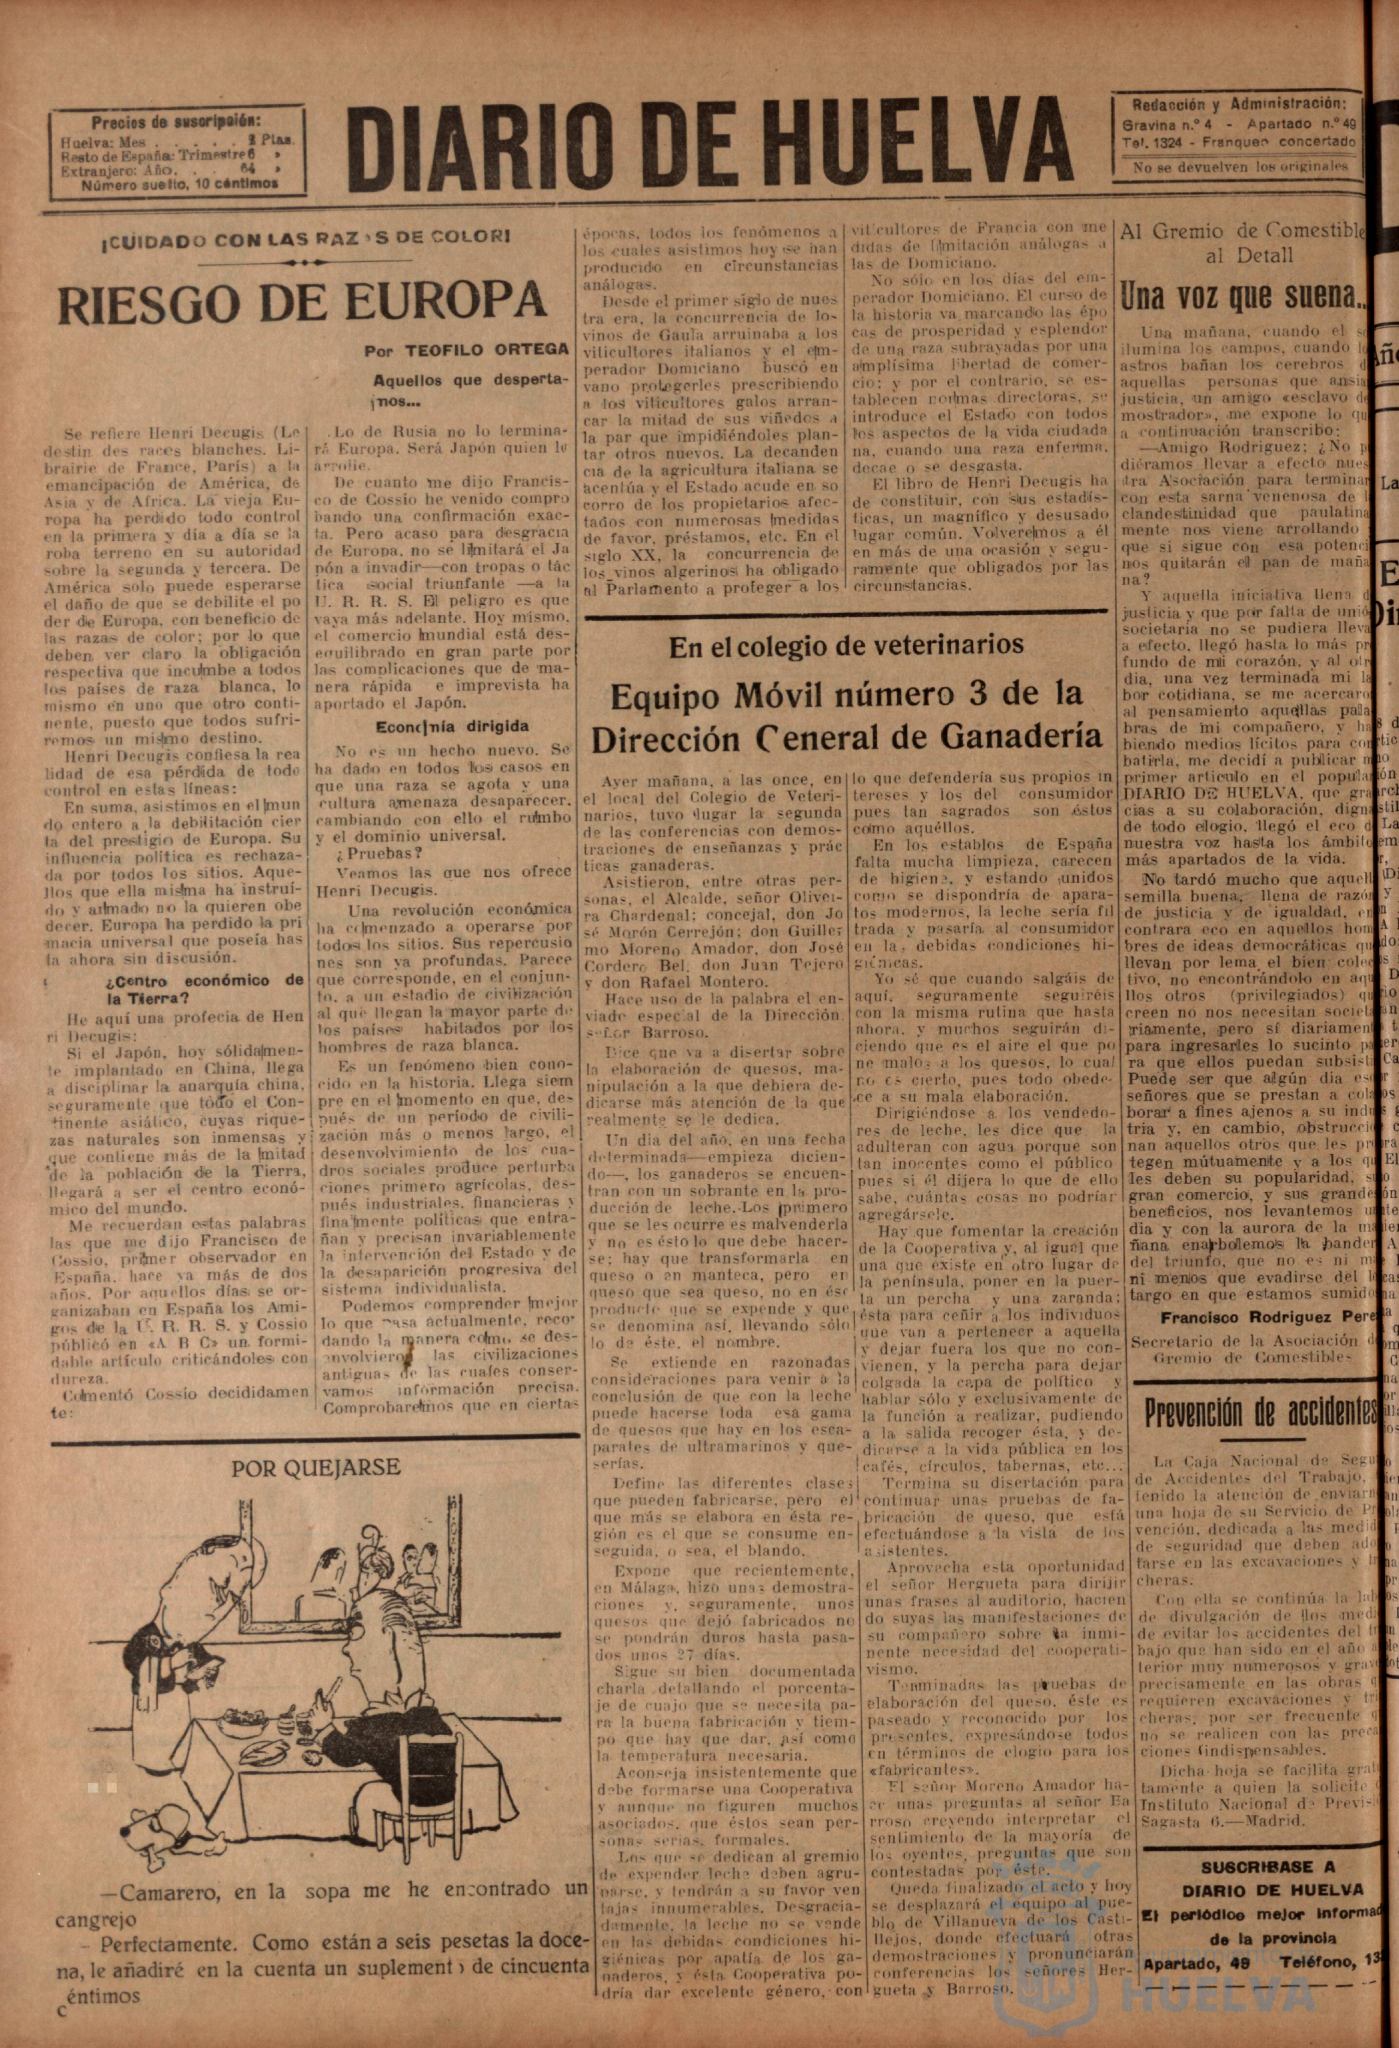 Precios de suscripción:
Huelva: Mes . . . . . 2 Ptas.
Resto de España: Trimestre 6 »
Extranjero: Año. . . 64 »
Número suelto, 10 céntimos
DIARIO DE HUELVA
Redacción y Administración:
Gravina n.º 4 - Apartado n.º 49
Tel. 1324 - Franqueo concertado
No se devuelven los originales
¡CUIDADO CON LAS RAZAS DE COLOR!
RIESGO DE EUROPA
Por TEOFILO ORTEGA
Aquellos que desperta-
mos...
Se refiere Henri Decugis (Le
destin des races blanches. Li-
brairie de France, París) a la
emancipación de América, de
Asia y de Africa. La vieja Eu-
ropa ha perdido todo control
en la primera y día a día se la
roba terreno en su autoridad
sobre la segunda y tercera. De
América solo puede esperarse
el daño de que se debilite el po
der de Europa, con beneficio de
las razas de color; por lo que
deben ver claro la obligación
respectiva que incumbe a todos
los países de raza blanca, lo
mismo en uno que otro conti-
nente, puesto que todos sufri-
remos un mismo destino.
Henri Decugis confiesa la rea
lidad de esa pérdida de todo
control en estas líneas:
En suma, asistimos en el mun
do entero a la debilitación cier
ta del prestigio de Europa. Su
influencia política es rechaza-
da por todos los sitios. Aque-
llos que ella misma ha instruí-
do y armado no la quieren obe
decer. Europa ha perdido la pri
macia universal que poseía has
ta ahora sin discusión.
¿Centro económico de
la Tierra?
He aquí una profecia de Hen
ri Decugis:
Si el Japón, hoy sólidamen-
te implantado en China, llega
a disciplinar la anarquía china,
seguramente que todo el Con-
tinente asiático, cuyas rique-
zas naturales son inmensas y
que contiene más de la mitad
de la población de la Tierra,
llegará a ser el centro econó-
mico del mundo.
Me recuerdan estas palabras
las que me dijo Francisco de
Cossio, primer observador en
España, hace ya más de dos
años. Por aquellos días se or-
ganizaban en España los Ami-
gos de la U. R. R. S. y Cossio
públicó en «A B C» un formi-
dable artículo criticándoles con
dureza.
Comentó Cossío decididamen
te:
Lo de Rusia no lo termina-
rá Europa. Será Japón quien lo
arrolle.
De cuanto me dijo Francis-
co de Cossio he venido compro
bando una confirmación exac-
ta. Pero acaso para desgracia
de Europa, no se limitará el Ja
pón a invadir—con tropas o tác
tica social triunfante —a la
U. R. R. S. El peligro es que
vaya más adelante. Hoy mismo,
el comercio mundial está des-
equilibrado en gran parte por
las complicaciones que de ma-
nera rápida e imprevista ha
aportado el Japón.
Economía dirigida
No es un hecho nuevo. Se
ha dado en todos los casos en
que una raza se agota y una
cultura amenaza desaparecer,
cambiando con ello el rumbo
y el dominio universal.
¿Pruebas?
Veamos las que nos ofrece
Henri Decugis.
Una revolución económica
ha comenzado a operarse por
todos los sitios. Sus repercusio
nes son ya profundas. Parece
que corresponde, en el conjun-
to, a un estadio de civilización
al que llegan la mayor parte de
los países habitados por los
hombres de raza blanca.
Es un fenómeno bien cono-
cido en la historia. Llega siem
pre en el momento en que, des-
pués de un período de civili-
zación más o menos largo, el
desenvolvimiento de los cua-
dros sociales produce perturba
ciones primero agrícolas, des-
pués industriales, financieras y
finalmente políticas que entra-
ñan y precisan invariablemente
la intervención del Estado y de
la desaparición progresiva del
sistema individualista.
Podemos comprender mejor
lo que pasa actualmente, recor
dando la manera como se des-
envolvieron las civilizaciones
antiguas de las cuales conser-
vamos información precisa.
Comprobaremos que en ciertas
épocas, todos los fenómenos a
los cuales asistimos hoy se han
producido en circunstancias
análogas.
Desde el primer siglo de nues
tra era, la concurrencia de los
vinos de Gaula arruinaba a los
viticultores italianos y el em-
perador Domiciano buscó en
vano protegerles prescribiendo
a los viticultores galos arran-
car la mitad de sus viñedos a
la par que impidiéndoles plan-
tar otros nuevos. La decanden
cia de la agricultura italiana se
acentúa y el Estado acude en so
corro de los propietarios afec-
tados con numerosas medidas
de favor, préstamos, etc. En el
siglo XX, la concurrencia de
los vinos algerinos ha obligado
al Parlamento a proteger a los
viticultores de Francia con me
didas de limitación análogas a
las de Domiciano.
No sólo en los días del em-
perador Domiciano. El curso de
la historia va marcando las épo
cas de prosperidad y esplendor
de una raza subrayadas por una
amplísima libertad de comer-
cio; y por el contrario, se es-
tablecen normas directoras, se
introduce el Estado con todos
los aspectos de la vida ciudada
na, cuando una raza enferma,
decae o se desgasta.
El libro de Henri Decugis ha
de constituir, con sus estadís-
ticas, un magnífico y desusado
lugar común. Volveremos a él
en más de una ocasión y segu-
ramente que obligados por las
circunstancias.
POR QUEJARSE
—Camarero, en la sopa me he encontrado un
cangrejo
- Perfectamente. Como están a seis pesetas la doce-
na, le añadiré en la cuenta un suplemento de cincuenta
céntimos
En el colegio de veterinarios
Equipo Móvil número 3 de la
Dirección General de Ganadería
Ayer mañana, a las once, en
el local del Colegio de Veteri-
narios, tuvo lugar la segunda
de las conferencias con demos-
traciones de enseñanzas y prác
ticas ganaderas.
Asistieron, entre otras per-
sonas, el Alcalde, señor Olivei-
ra Chardenal; concejal, don Jo
sé Morón Cerrejón; don Guiller
mo Moreno Amador, don José
Cordero Bel, don Juan Tejero
y don Rafael Montero.
Hace uso de la palabra el en-
viado especial de la Dirección,
señor Barroso.
Dice que va a disertar sobre
la elaboración de quesos, ma-
nipulación a la que debiera de-
dicarse más atención de la que
realmente se le dedica.
Un día del año, en una fecha
determinada—empieza dicien-
do—, los ganaderos se encuen-
tran con un sobrante en la pro-
ducción de leche. Los primero
que se les ocurre es malvenderla
y no es ésto lo que debe hacer-
se; hay que transformarla en
queso o en manteca, pero en
queso que sea queso, no en ése
producto que se expende y que
se denomina así, llevando sólo
lo de éste, el nombre.
Se extiende en razonadas
consideraciones para venir a la
conclusión de que con la leche
puede hacerse toda esa gama
de quesos que hay en los esca-
parates de ultramarinos y que-
serías.
Define las diferentes clases
que pueden fabricarse, pero el
que más se elabora en ésta re-
gión es el que se consume en-
seguida, o sea, el blando.
Expone que recientemente,
en Málaga, hizo unas demostra-
ciones y, seguramente, unos
quesos que dejó fabricados no
se pondrán duros hasta pasa-
dos unos 27 días.
Sigue su bien documentada
charla detallando el porcenta-
je de cuajo que se necesita pa-
ra la buena fabricación y tiem-
po que hay que dar, así como
la temperatura necesaria.
Aconseja insistentemente que
debe formarse una Cooperativa
y aunque no figuren muchos
asociados, que éstos sean per-
sonas serias, formales.
Los que se dedican al gremio
de expender leche deben agru-
parse, y tendrán a su favor ven
tajas innumerables. Desgracia-
damente, la leche no se vende
en las debidas condiciones hi-
giénicas por apatía de los ga-
naderos, y ésta Cooperativa po-
dría dar excelente género, con
lo que defendería sus propios in
tereses y los del consumidor
pues tan sagrados son éstos
como aquéllos.
En los establos de España
falta mucha limpieza, carecen
de higiene, y estando unidos
como se dispondría de apara-
tos modernos, la leche sería fil
trada y pasaría al consumidor
en las debidas condiciones hi-
giénicas.
Yo sé que cuando salgáis de
aquí, seguramente seguiréis
con la misma rutina que hasta
ahora, y muchos seguirán di-
ciendo que es el aire el que po
ne malos a los quesos, lo cual
no es cierto, pues todo obede-
ce a su mala elaboración.
Dirigiéndose a los vendedo-
res de leche, les dice que la
adulteran con agua porque son
tan inocentes como el público
pues si él dijera lo que de ello
sabe, cuántas cosas no podríar
agregársele.
Hay que fomentar la creación
de la Cooperativa y, al igual que
una que existe en otro lugar de
la península, poner en la puer-
ta un percha y una zaranda;
ésta para ceñir a los individuos
que van a pertenecer a aquella
y dejar fuera los que no con-
vienen, y la percha para dejar
colgada la capa de político y
hablar sólo y exclusivamente de
la función a realizar, pudiendo
a la salida recoger ésta, y de-
dicarse a la vida pública en los
cafés, círculos, tabernas, etc...
Termina su disertación para
continuar unas pruebas de fa-
bricación de queso, que está
efectuándose a la vista de los
asistentes.
Aprovecha esta oportunidad
el señor Hergueta para dirijir
unas frases al auditorio, hacien
do suyas las manifestaciones de
su compañero sobre la inmi-
nente necesidad del cooperati-
vismo.
Terminadas las pruebas de
elaboración del queso, éste es
paseado y reconocido por los
presentes, expresándose todos
en términos de elogio para los
«fabricantes».
El señor Moreno Amador ha-
ce unas preguntas al señor Ba
rroso creyendo interpretar el
sentimiento de la mayoría de
los oyentes, preguntas que son
contestadas por éste.
Queda finalizado el acto y hoy
se desplazará el equipo al pue-
blo de Villanueva de los Casti-
llejos, donde efectuará otras
demostraciones y pronunciarán
conferencias los señores Her-
gueta y Barroso.
Al Gremio de Comestible
al Detall
Una voz que suena..
Una mañana, cuando el s
ilumina los campos, cuando l
astros bañan los cerebros d
aquellas personas que ansia
justicia, un amigo «esclavo de
mostrador», me expone lo qu
a continuación transcribo:
—Amigo Rodriguez: ¿No p
diéramos llevar a efecto nues
tra Asociación para terminar
con esta sarna venenosa de l
clandestinidad que paulatina
mente nos viene arrollando
que si sigue con esa potenci
nos quitarán el pan de maña
na?
Y aquella iniciativa llena d
justicia y que por falta de unió
societaria no se pudiera lleva
a efecto, llegó hasta lo más pr
fundo de mi corazón, y al otr
dia, una vez terminada mi la
bor cotidiana, se me acercaro
al pensamiento aquellas pala
bras de mi compañero, y ha
biendo medios lícitos para com
batirla, me decidí a publicar m
primer articulo en el popular
DIARIO DE HUELVA, que gra
cias a su colaboración, digna
de todo elogio, llegó el eco d
nuestra voz hasta los ámbito
más apartados de la vida.
No tardó mucho que aquell
semilla buena, llena de razón
de justicia y de igualdad, en
contrara eco en aquellos hom
bres de ideas democráticas qu
llevan por lema el bien colec
tivo, no encontrándolo en aqu
llos otros (privilegiados) qu
creen no nos necesitan societa
riamente, pero sí diariament
para ingresarles lo sucinto pa
ra que ellos puedan subsisti
Puede ser que algún dia eso
señores que se prestan a cola
borar a fines ajenos a su indu
tria y, en cambio, obstrucció
nan aquellos otros que les pro
tegen mútuamente y a los qu
les deben su popularidad, su
gran comercio, y sus grandes
beneficios, nos levantemos u
dia y con la aurora de la ma
ñana enarbolemos la bander
del triunfo, que no es ni m
ni menos que evadirse del l
targo en que estamos sumido
Francisco Rodriguez Pere
Secretario de la Asociación d
Gremio de Comestibles
Prevención de accidentes
La Caja Nacional de Segu
de Accidentes del Trabajo,
tenido la atención de enviarn
una hoja de su Servicio de Pr
vención, dedicada a las medid
de seguridad que deben ado
tarse en las excavaciones y tr
cheras.
Con ella se continúa la lab
de divulgación de los medi
de evitar los accidentes del tr
bajo que han sido en el año a
terior muy numerosos y grav
precisamente en las obras q
requieren excavaciones y tri
cheras, por ser frecuente q
no se realicen con las preca
ciones indispensables.
Dicha hoja se facilita grat
tamente a quien la solicite
Instituto Nacional de Previsi
Sagasta 6.—Madrid.
SUSCRIBASE A
DIARIO DE HUELVA
El periódico mejor informad
de la provincia
Apartado, 49 Teléfono, 13
HUELVA